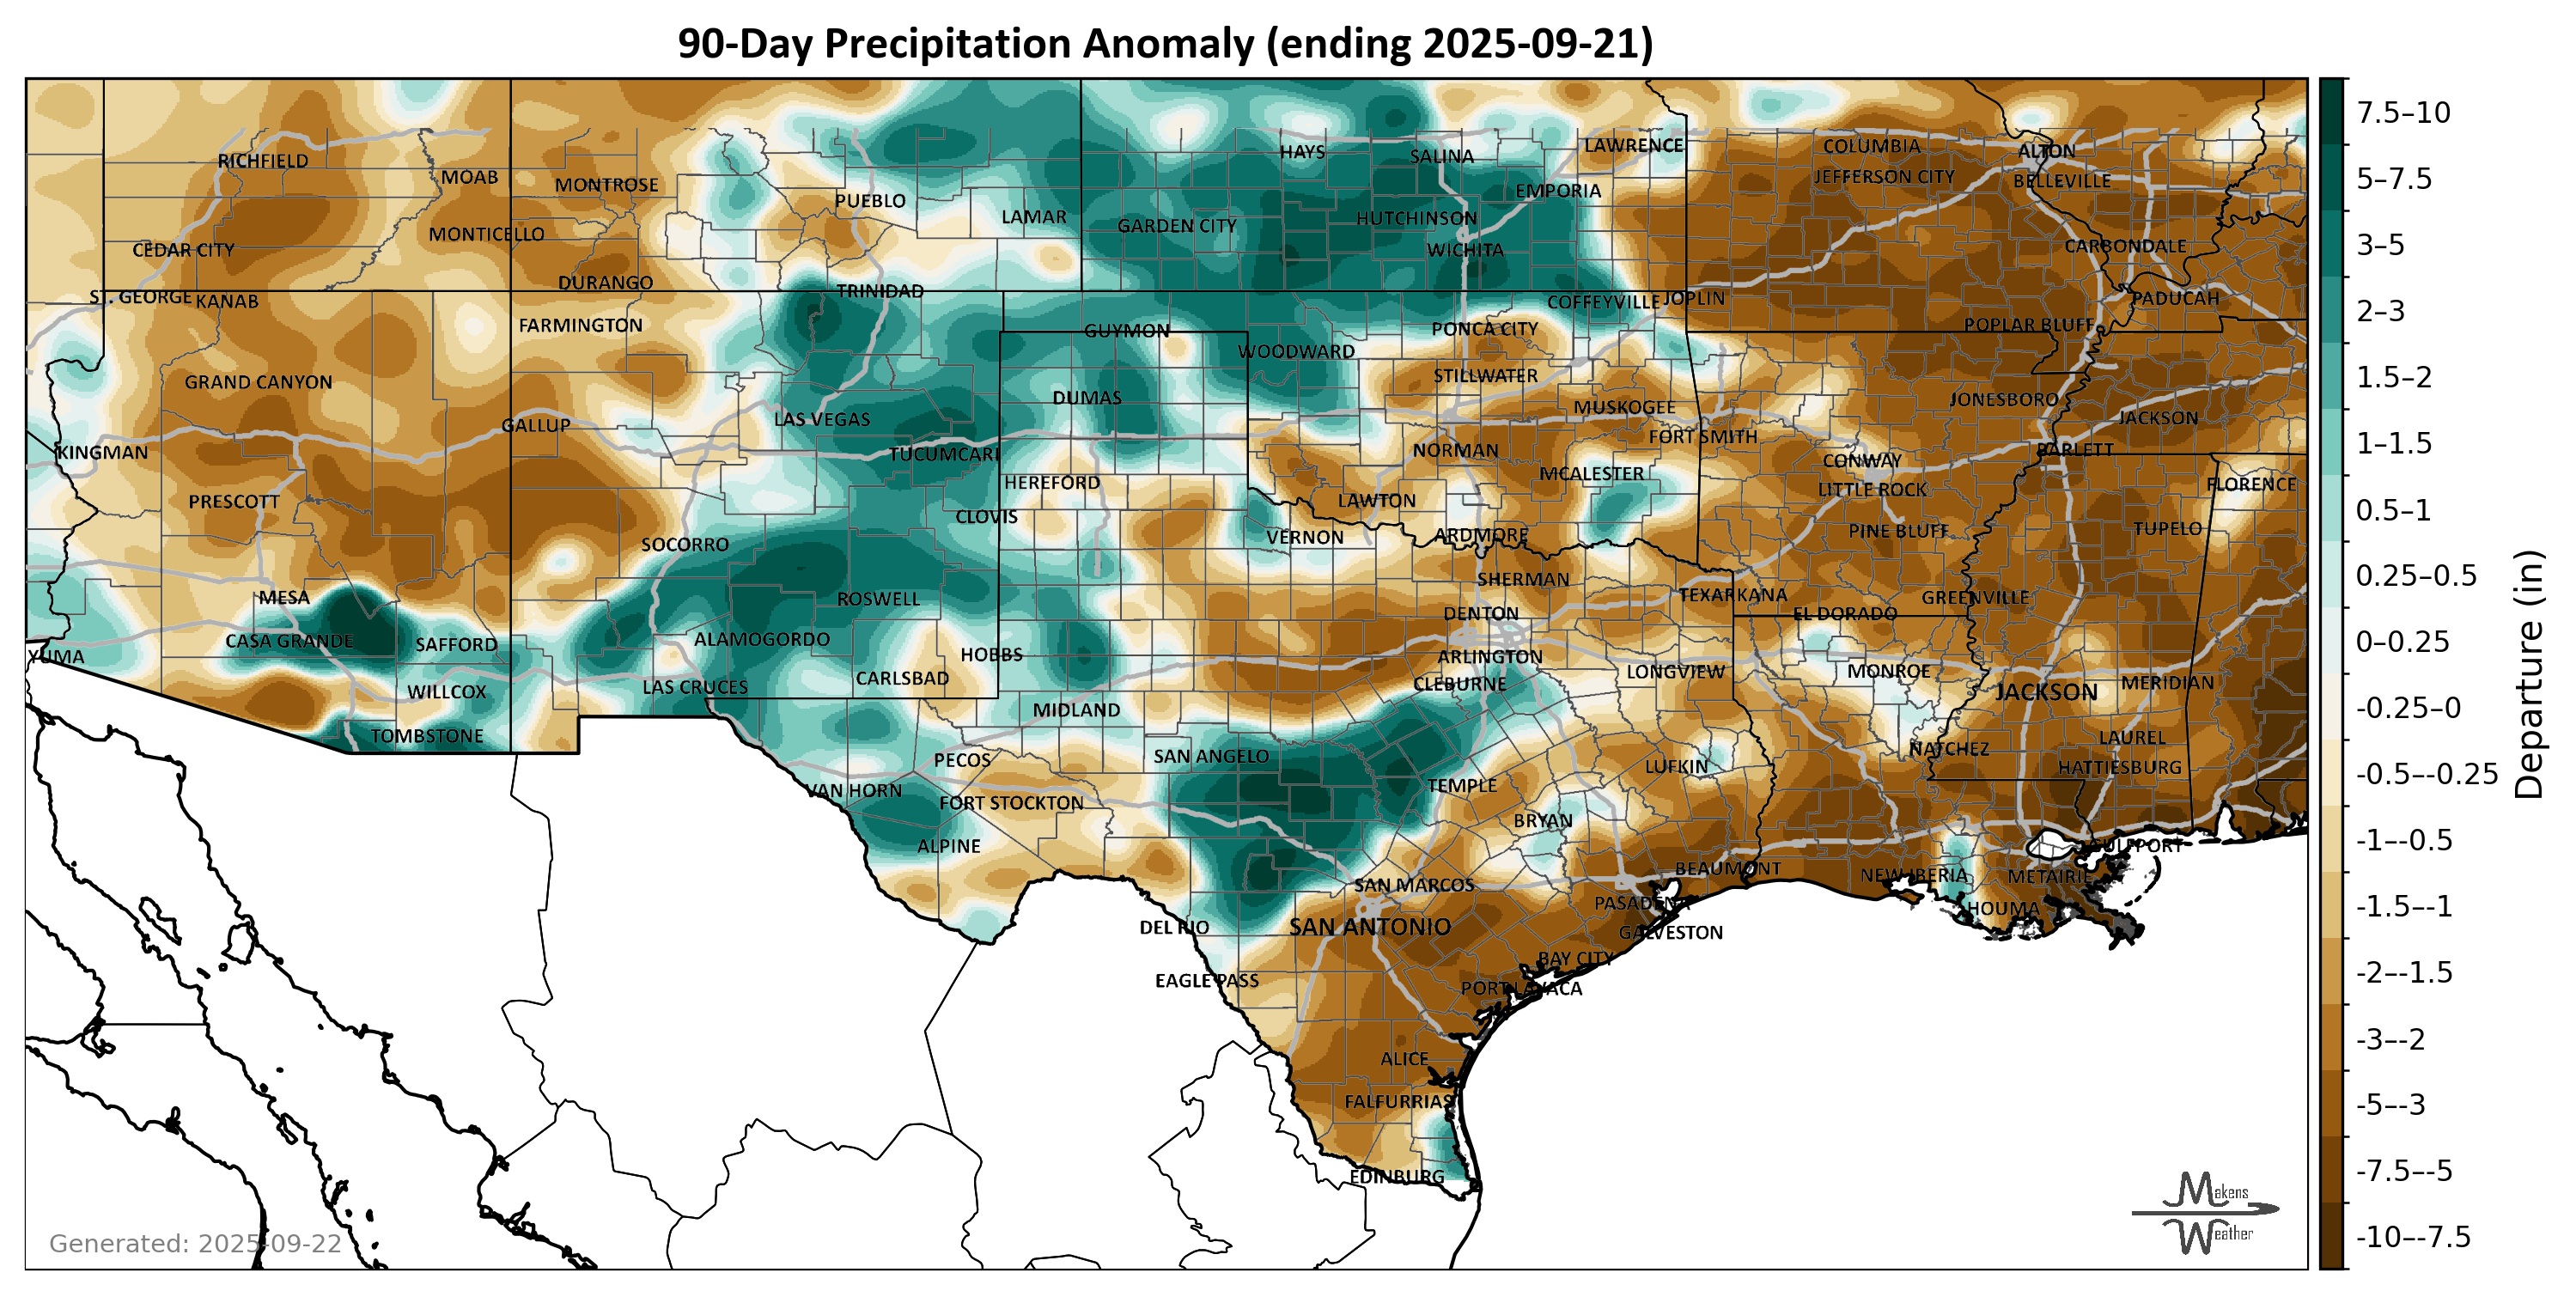 90-Day Precipitation Anomaly (ending 2025-09-21)
RICHFIELD
MOAB
MONTROSE
PUEBLO
LAMAR
HAYS
SALINA
LAWRENCE
COLUMBIA
ALTON
JEFFERSON CITY
BELLEVILLE
EMPORIA
GARDEN CITY
HUTCHINSON
WICHITA
CEDAR CITY
MONTICELLO
CARBONDALE
DURANGO
TRINIDAD
ST. GEORGE
KANAB
COFFEYVILLE
JOPLIN
PADUCAH
FARMINGTON
GUYMON
PONCA CITY
POPLAR BLUFF
WOODWARD
GRAND CANYON
STILLWATER
DUMAS
MUSKOGEE
JONESBORO
GALLUP
LAS VEGAS
JACKSON
FORT SMITH
KINGMAN
TUCUMCARI
NORMAN
BARLETT
CONWAY
MCALESTER
HEREFORD
FLORENCE
PRESCOTT
LAWTON
LITTLE ROCK
CLOVIS
PINE BLUFF
TUPELO
SOCORRO
VERNON
ARDMORE
SHERMAN
MESA
ROSWELL
TEXARKANA
GREENVILLE
DENTON
EL DORADO
CASA GRANDE
SAFFORD
ALAMOGORDO
YUMA
HOBBS
ARLINGTON
LONGVIEW
MONROE
WILLCOX
LAS CRUCES
CARLSBAD
CLEBURNE
JACKSON
MERIDIAN
MIDLAND
TOMBSTONE
NATCHEZ
LAUREL
PECOS
SAN ANGELO
LUFKIN
HATTIESBURG
VAN HORN
FORT STOCKTON
TEMPLE
BRYAN
ALPINE
GULFPORT
SAN MARCOS
BEAUMONT
NEW IBERIA
METAIRIE
PASADENA
HOUMA
DEL RIO
SAN ANTONIO
GALVESTON
EAGLE PASS
BAY CITY
PORT LAVACA
ALICE
FALFURRIAS
EDINBURG
Generated: 2025-09-22
Makens
Weather
7.5–10
5–7.5
3–5
2–3
1.5–2
1–1.5
0.5–1
0.25–0.5
0–0.25
-0.25–0
-0.5–-0.25
-1–-0.5
-1.5–-1
-2–-1.5
-3–-2
-5–-3
-7.5–-5
-10–-7.5
Departure (in)